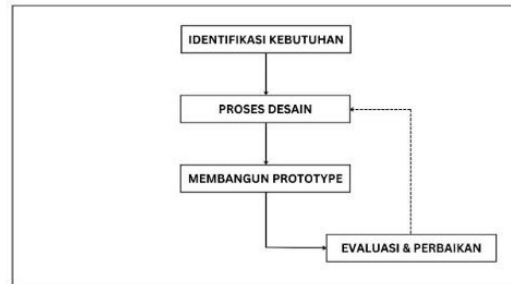 IDENTIFIKASI KEBUTUHAN
PROSES DESAIN
MEMBANGUN PROTOTYPE
EVALUASI & PERBAIKAN